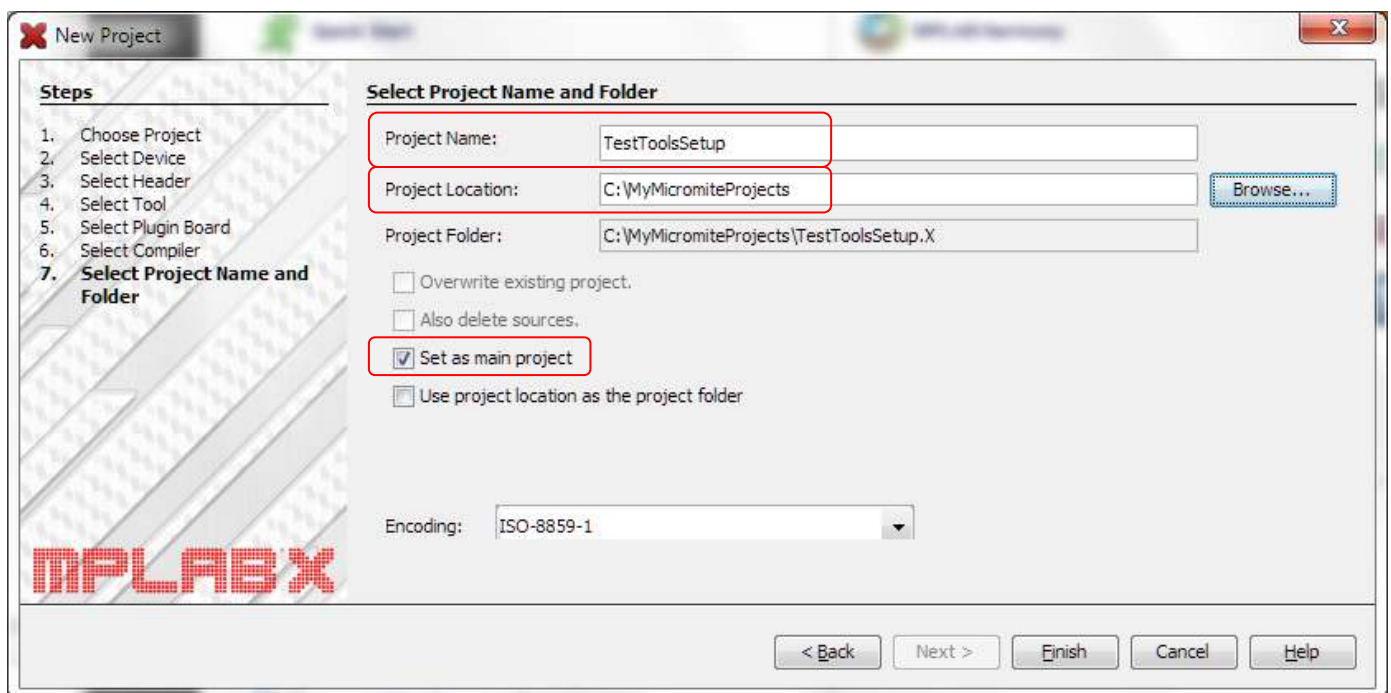 New Project
Steps
1. Choose Project
2. Select Device
3. Select Header
4. Select Tool
5. Select Plugin Board
6. Select Compiler
7. Select Project Name and
Folder
MPLAB X
Select Project Name and Folder
Project Name: TestToolsSetup
Project Location: C:\MyMicromiteProjects Browse...
Project Folder: C:\MyMicromiteProjects\TestToolsSetup.X
Overwrite existing project.
Also delete sources.
Set as main project
Use project location as the project folder
Encoding: ISO-8859-1
< Back Next > Finish Cancel Help